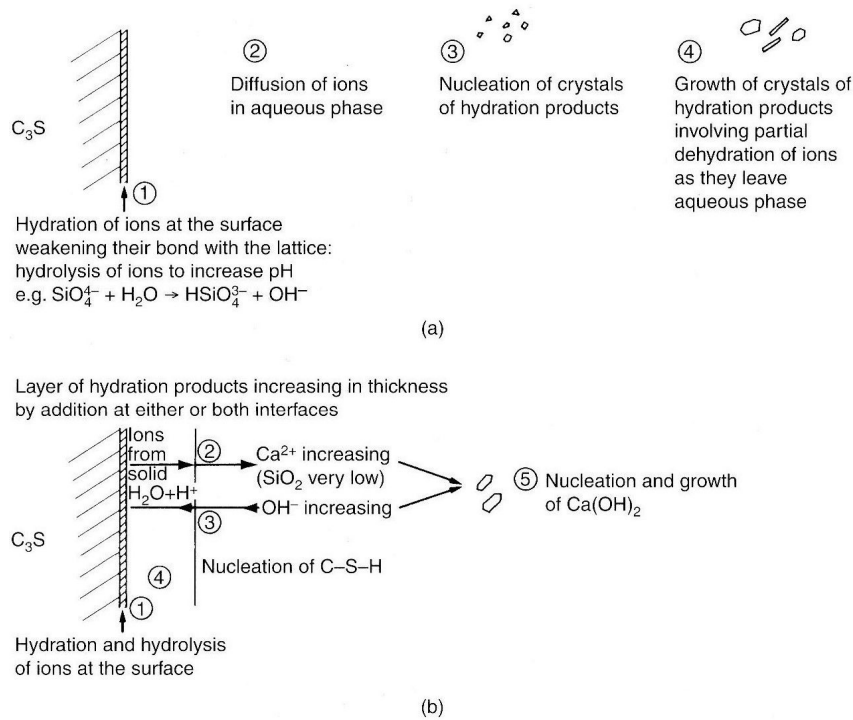 C₃S
①
Hydration of ions at the surface
weakening their bond with the lattice:
hydrolysis of ions to increase pH
e.g. SiO₄⁴⁻ + H₂O → HSiO₄³⁻ + OH⁻
②
Diffusion of ions
in aqueous phase
③
Nucleation of crystals
of hydration products
④
Growth of crystals of
hydration products
involving partial
dehydration of ions
as they leave
aqueous phase
(a)
Layer of hydration products increasing in thickness
by addition at either or both interfaces
C₃S
Ions
from
solid
②
Ca²⁺ increasing
(SiO₂ very low)
H₂O+H⁺
③
OH⁻ increasing
⑤ Nucleation and growth
of Ca(OH)₂
④
Nucleation of C–S–H
①
Hydration and hydrolysis
of ions at the surface
(b)